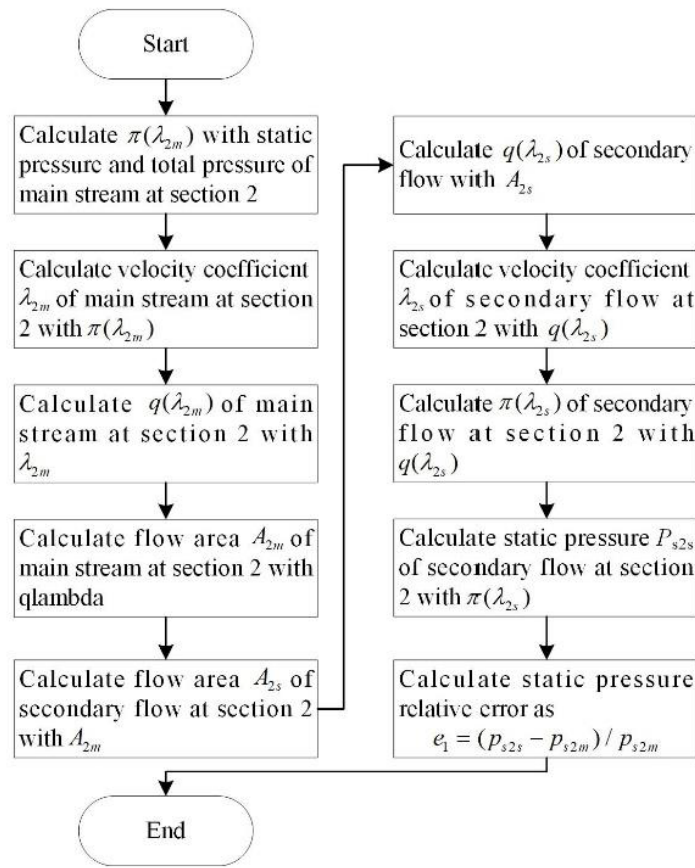 Start
Calculate π(λ₂ₘ) with static
pressure and total pressure of
main stream at section 2
Calculate velocity coefficient
λ₂ₘ of main stream at section
2 with π(λ₂ₘ)
Calculate q(λ₂ₘ) of main
stream at section 2 with
λ₂ₘ
Calculate flow area A₂ₘ of
main stream at section 2 with
qlambda
Calculate flow area A₂ₛ of
secondary flow at section 2
with A₂ₘ
Calculate q(λ₂ₛ) of secondary
flow with A₂ₛ
Calculate velocity coefficient
λ₂ₛ of secondary flow at
section 2 with q(λ₂ₛ)
Calculate π(λ₂ₛ) of secondary
flow at section 2 with
q(λ₂ₛ)
Calculate static pressure Pₛ₂ₛ
of secondary flow at section
2 with π(λ₂ₛ)
Calculate static pressure
relative error as
e₁ = (pₛ₂ₛ − pₛ₂ₘ) / pₛ₂ₘ
End